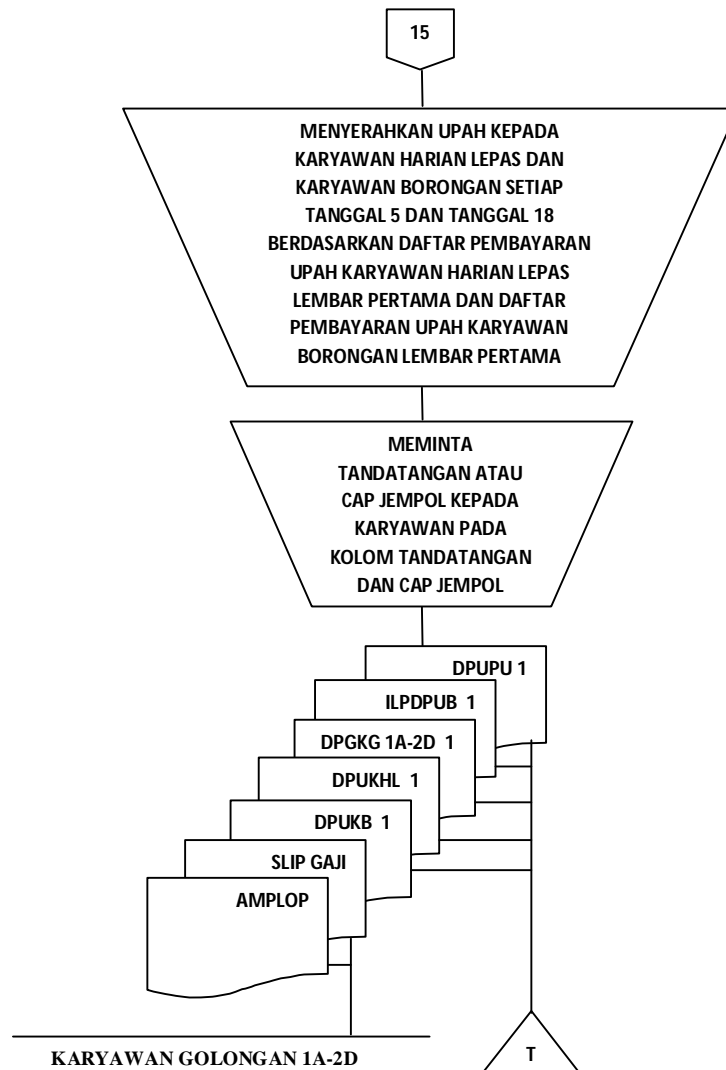 15
MENYERAHKAN UPAH KEPADA
KARYAWAN HARIAN LEPAS DAN
KARYAWAN BORONGAN SETIAP
TANGGAL 5 DAN TANGGAL 18
BERDASARKAN DAFTAR PEMBAYARAN
UPAH KARYAWAN HARIAN LEPAS
LEMBAR PERTAMA DAN DAFTAR
PEMBAYARAN UPAH KARYAWAN
BORONGAN LEMBAR PERTAMA
MEMINTA
TANDATANGAN ATAU
CAP JEMPOL KEPADA
KARYAWAN PADA
KOLOM TANDATANGAN
DAN CAP JEMPOL
DPUPU 1
ILPDPUB 1
DPGKG 1A-2D 1
DPUKHL 1
DPUKB 1
SLIP GAJI
AMPLOP
KARYAWAN GOLONGAN 1A-2D
T